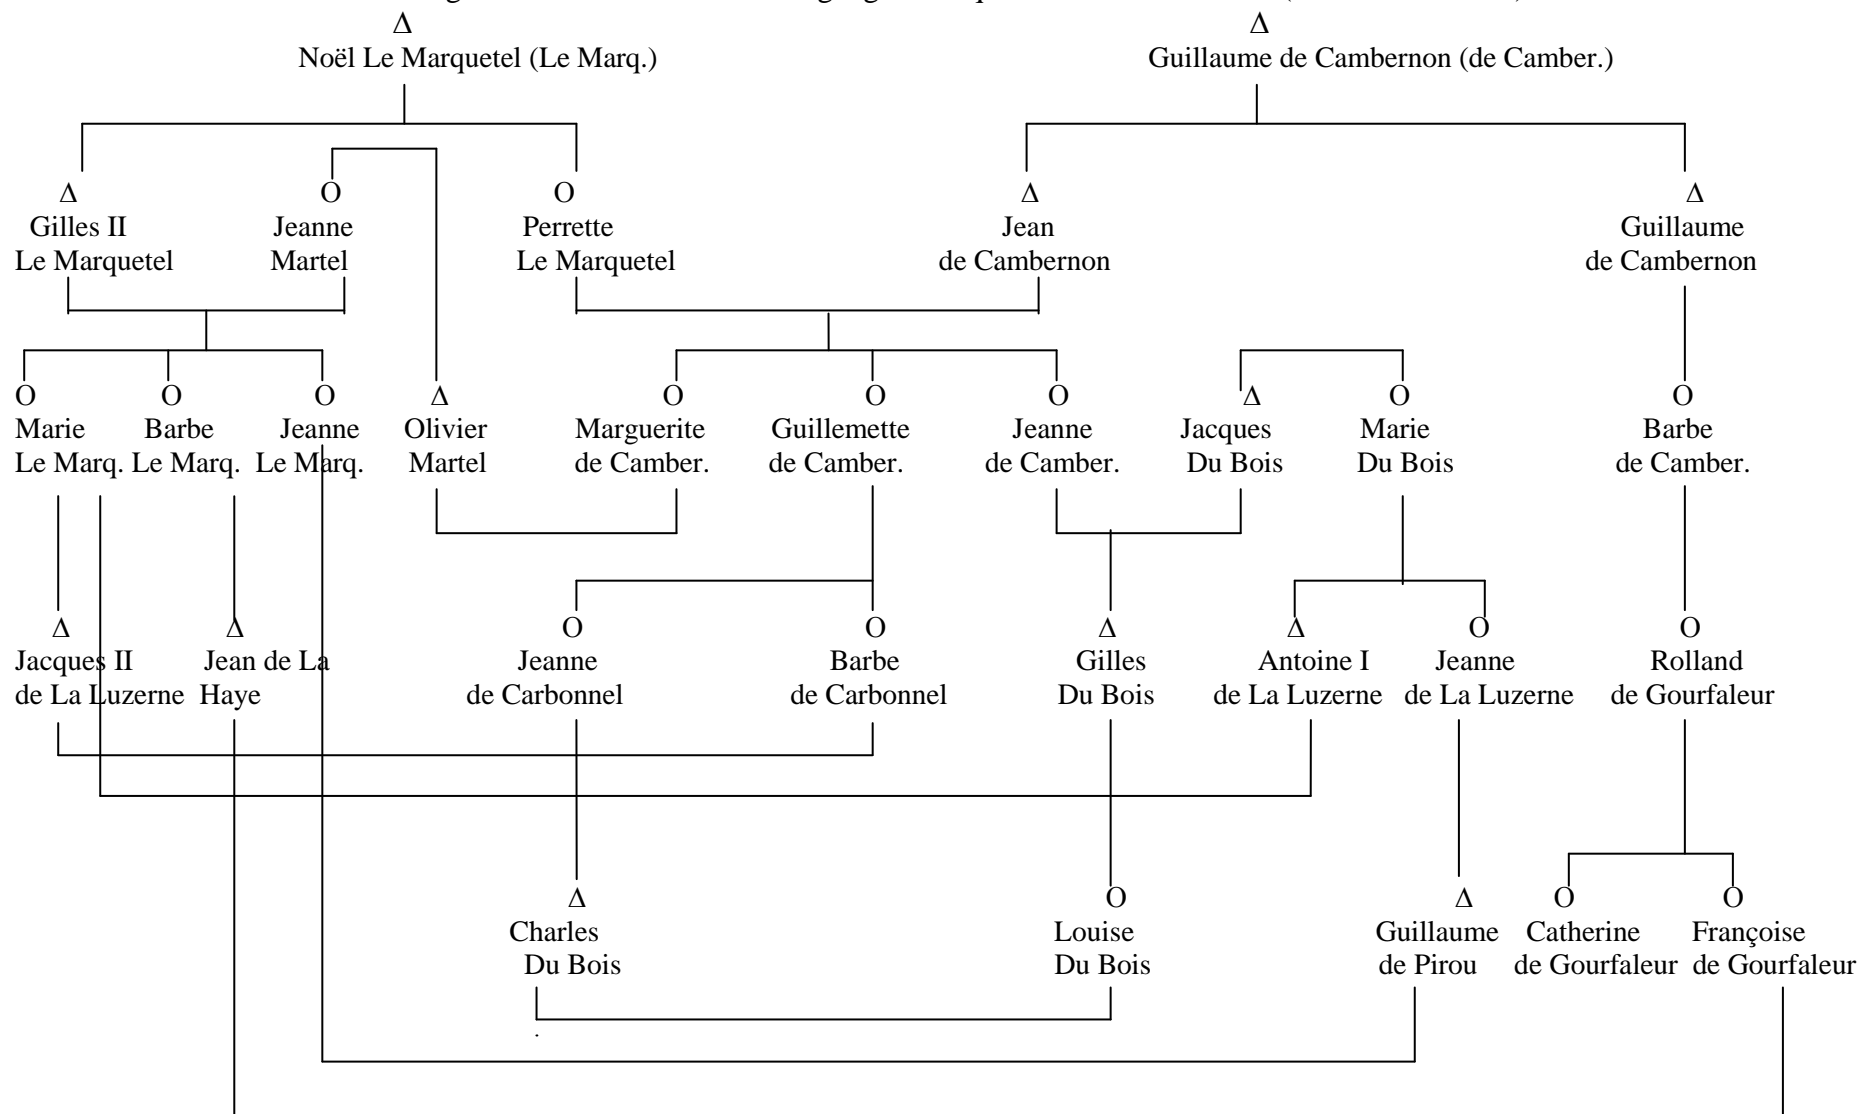 Δ Δ
Noël Le Marquetel (Le Marq.) Guillaume de Cambernon (de Camber.)
Δ O O Δ Δ
Gilles II Jeanne Perrette Jean Guillaume
Le Marquetel Martel Le Marquetel de Cambernon de Cambernon
O O O Δ O O O Δ O O
Marie Barbe Jeanne Olivier Marguerite Guillemette Jeanne Jacques Marie Barbe
Le Marq. Le Marq. Le Marq. Martel de Camber. de Camber. de Camber. Du Bois Du Bois de Camber.
Δ Δ O O Δ Δ O O
Jacques II Jean de La Jeanne Barbe Gilles Antoine I Jeanne Rolland
de La Luzerne Haye de Carbonnel de Carbonnel Du Bois de La Luzerne de La Luzerne de Gourfaleur
Δ O Δ O O
Charles Louise Guillaume Catherine Françoise
Du Bois Du Bois de Pirou de Gourfaleur de Gourfaleur